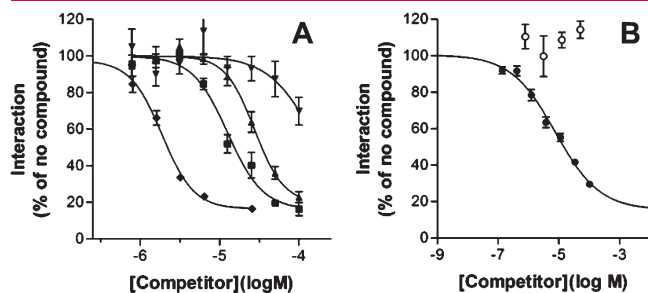 A
120
100
80
60
40
20
0
Interaction
(% of no compound)
-6
-5
-4
[Competitor](logM)
B
120
100
80
60
40
20
0
Interaction
(% of no compound)
-9
-7
-5
-3
[Competitor](log M)